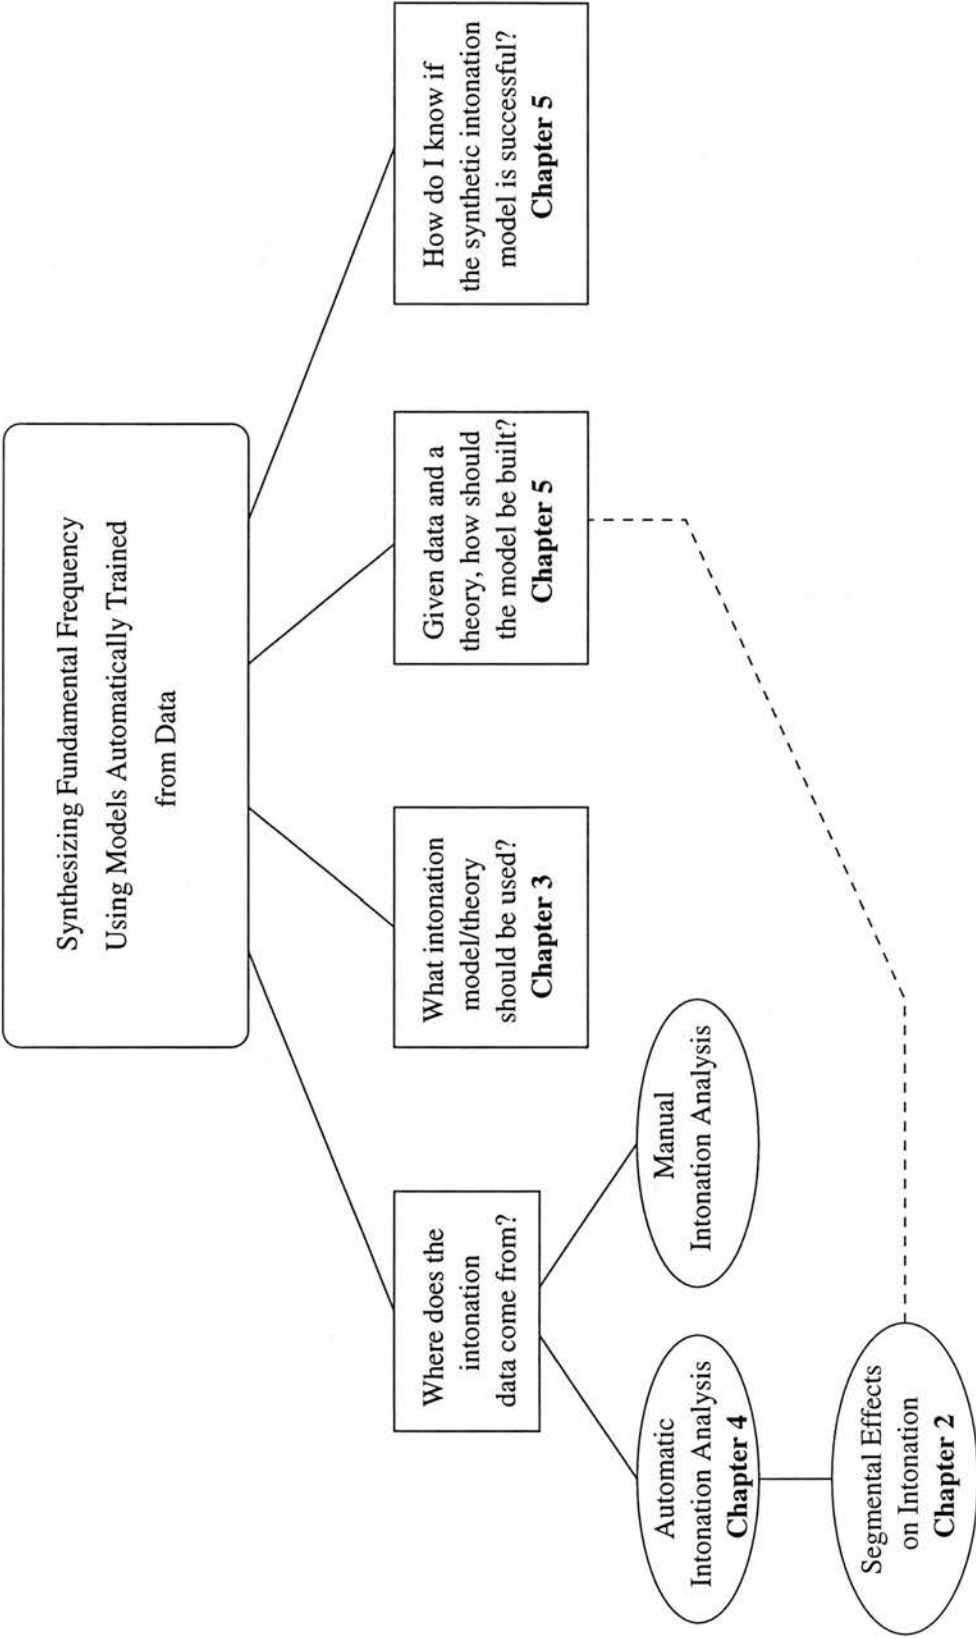 Synthesizing Fundamental Frequency
Using Models Automatically Trained
from Data
Where does the
intonation
data come from?
What intonation
model/theory
should be used?
Chapter 3
Given data and a
theory, how should
the model be built?
Chapter 5
How do I know if
the synthetic intonation
model is successful?
Chapter 5
Automatic
Intonation Analysis
Chapter 4
Manual
Intonation Analysis
Segmental Effects
on Intonation
Chapter 2